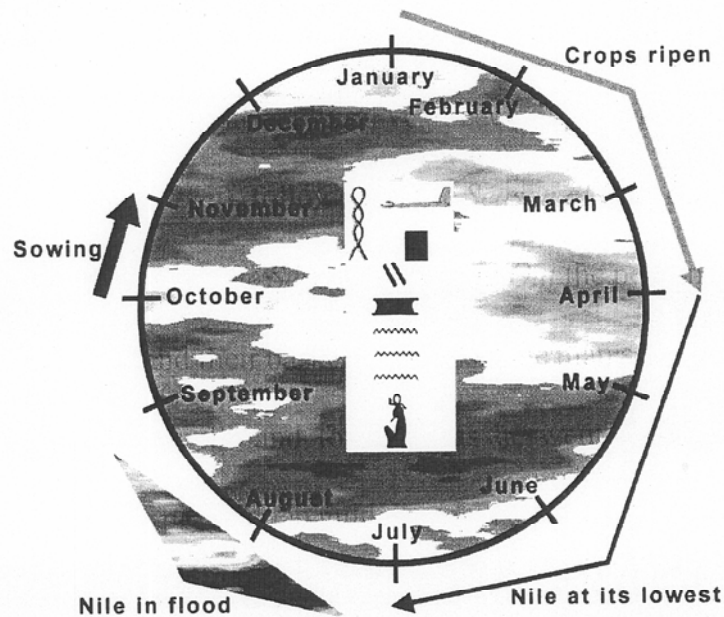 Crops ripen
January
February
December
March
November
Sowing
October
April
September
May
August
June
July
Nile in flood
Nile at its lowest